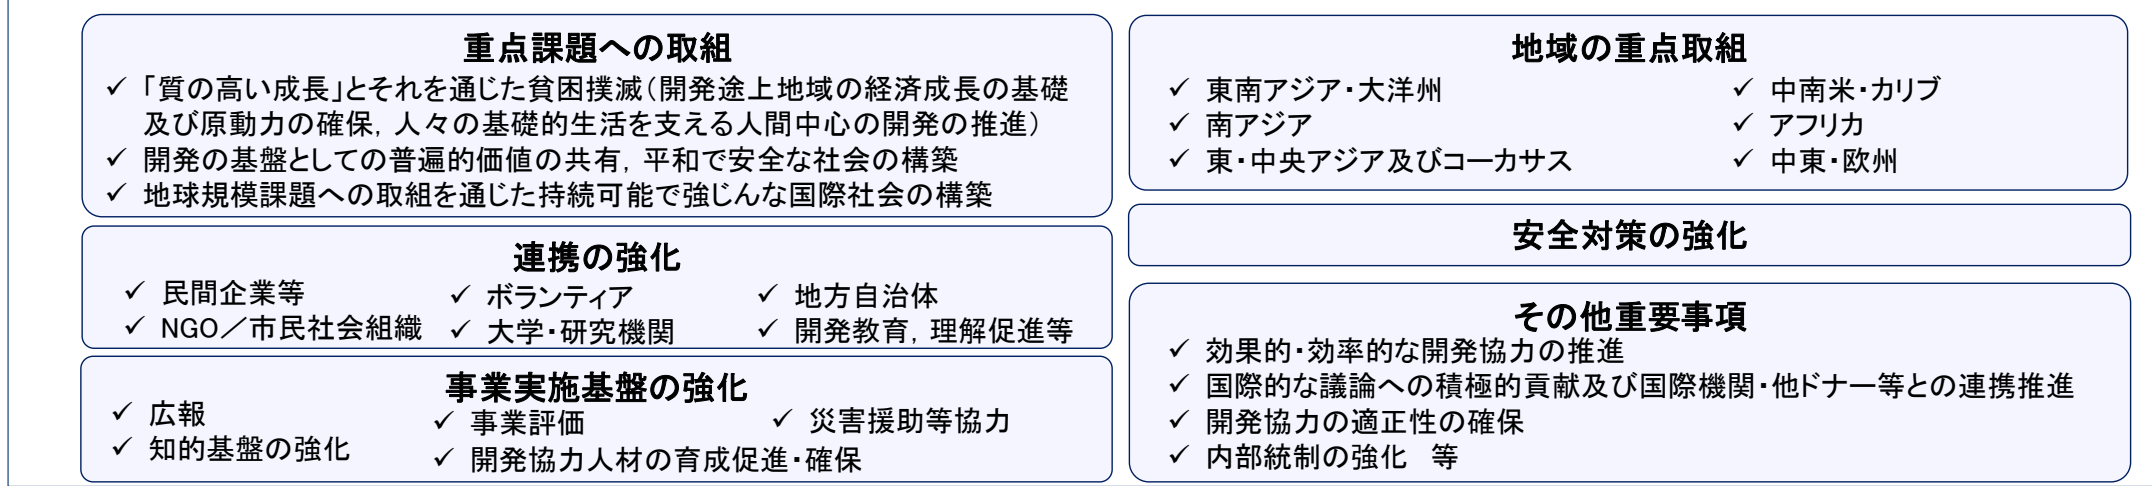 重点課題への取組
✓ 「質の高い成長」とそれを通じた貧困撲滅(開発途上地域の経済成長の基礎
及び原動力の確保, 人々の基礎的生活を支える人間中心の開発の推進)
✓ 開発の基盤としての普遍的価値の共有, 平和で安全な社会の構築
✓ 地球規模課題への取組を通じた持続可能で強じんな国際社会の構築
連携の強化
✓ 民間企業等 ✓ ボランティア ✓ 地方自治体
✓ NGO/市民社会組織 ✓ 大学・研究機関 ✓ 開発教育, 理解促進等
事業実施基盤の強化
✓ 広報 ✓ 事業評価 ✓ 災害援助等協力
✓ 知的基盤の強化 ✓ 開発協力人材の育成促進・確保
地域の重点取組
✓ 東南アジア・大洋州 ✓ 中南米・カリブ
✓ 南アジア ✓ アフリカ
✓ 東・中央アジア及びコーカサス ✓ 中東・欧州
安全対策の強化
その他重要事項
✓ 効果的・効率的な開発協力の推進
✓ 国際的な議論への積極的貢献及び国際機関・他ドナー等との連携推進
✓ 開発協力の適正性の確保
✓ 内部統制の強化 等